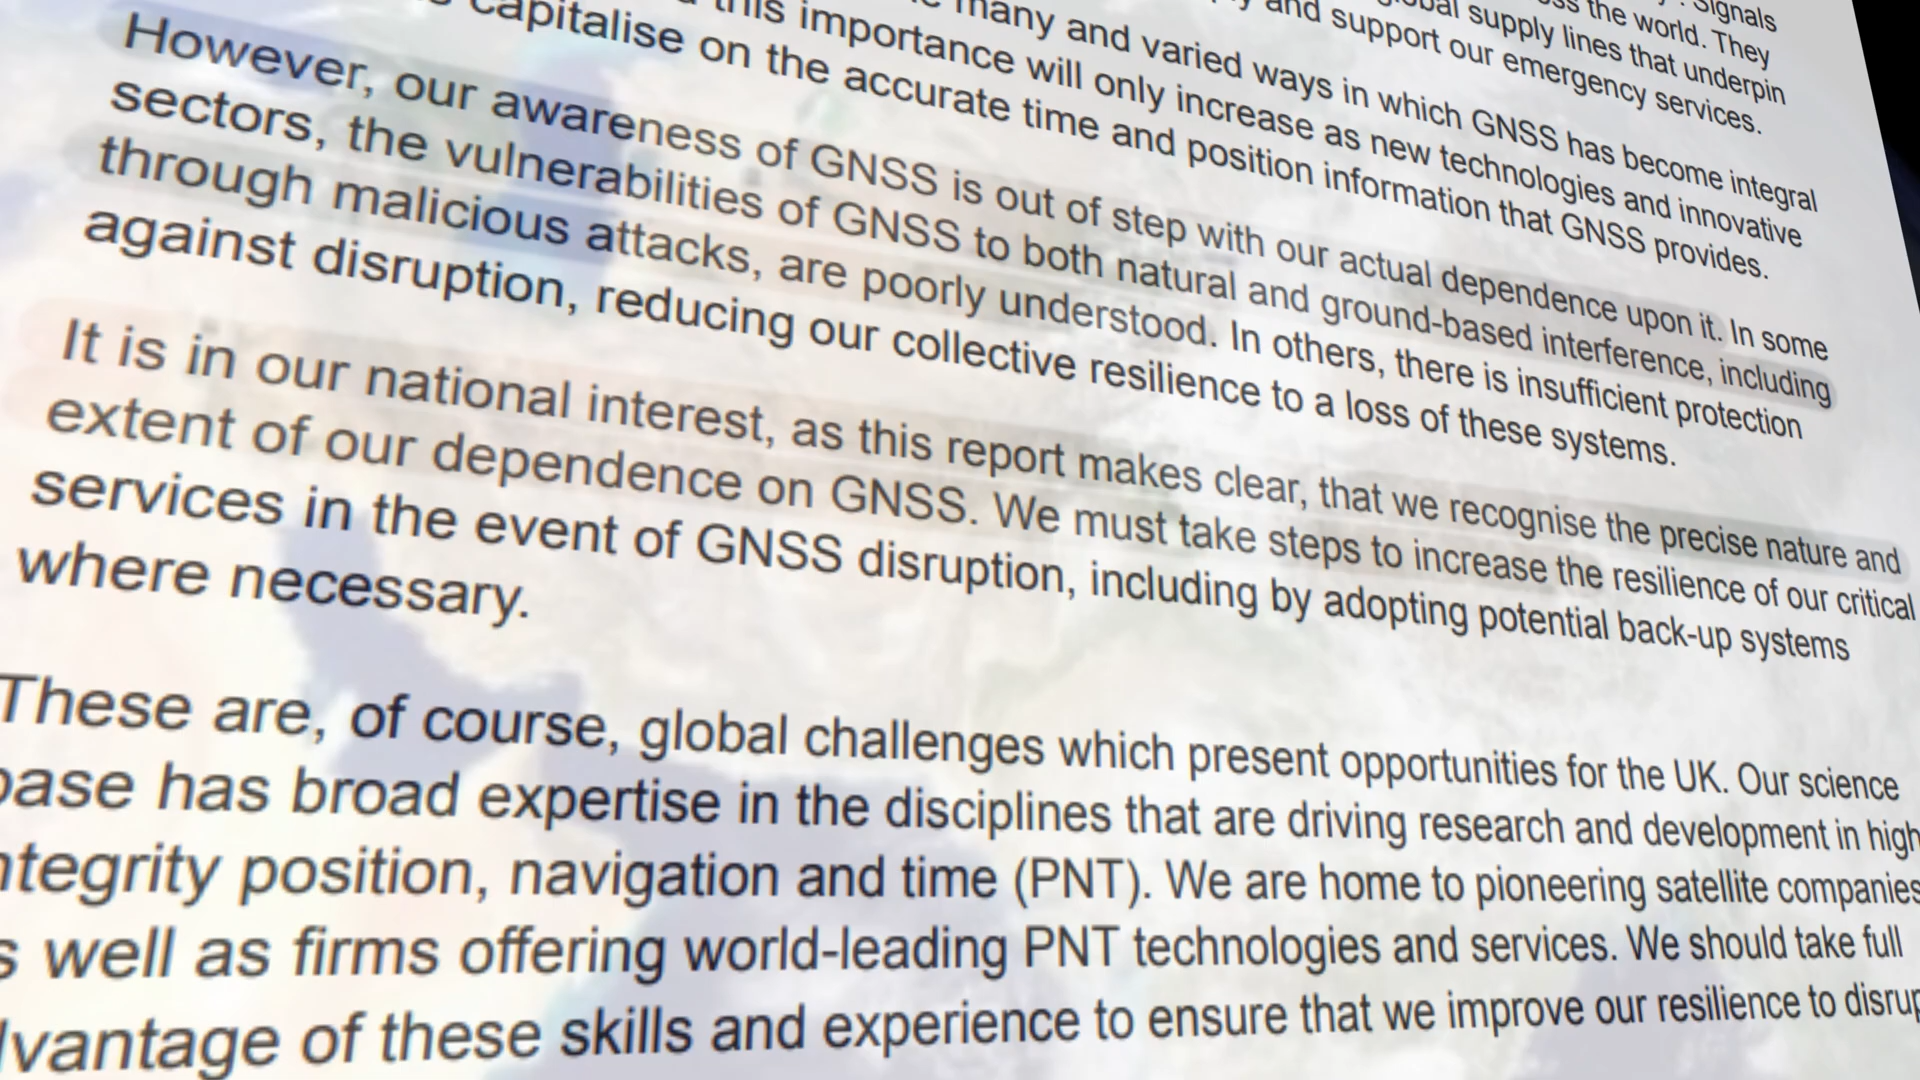 Signals
the world. They
supply lines that underpin
and support our emergency services.
many and varied ways in which GNSS has become integral
this importance will only increase as new technologies and innovative
capitalise on the accurate time and position information that GNSS provides.
However, our awareness of GNSS is out of step with our actual dependence upon it. In some
sectors, the vulnerabilities of GNSS to both natural and ground-based interference, including
through malicious attacks, are poorly understood. In others, there is insufficient protection
against disruption, reducing our collective resilience to a loss of these systems.
It is in our national interest, as this report makes clear, that we recognise the precise nature and
extent of our dependence on GNSS. We must take steps to increase the resilience of our critical
services in the event of GNSS disruption, including by adopting potential back-up systems
where necessary.
These are, of course, global challenges which present opportunities for the UK. Our science
base has broad expertise in the disciplines that are driving research and development in high
ntegrity position, navigation and time (PNT). We are home to pioneering satellite companies
s well as firms offering world-leading PNT technologies and services. We should take full
dvantage of these skills and experience to ensure that we improve our resilience to disrup